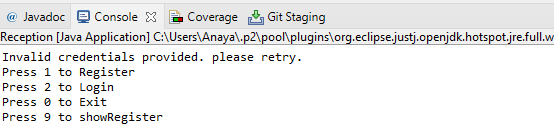 @ Javadoc Console Coverage Git Staging
Reception [Java Application] C:\Users\Anaya\.p2\pool\plugins\org.eclipse.justj.openjdk.hotspot.jre.full.w
Invalid credentials provided. please retry.
Press 1 to Register
Press 2 to Login
Press 0 to Exit
Press 9 to showRegister